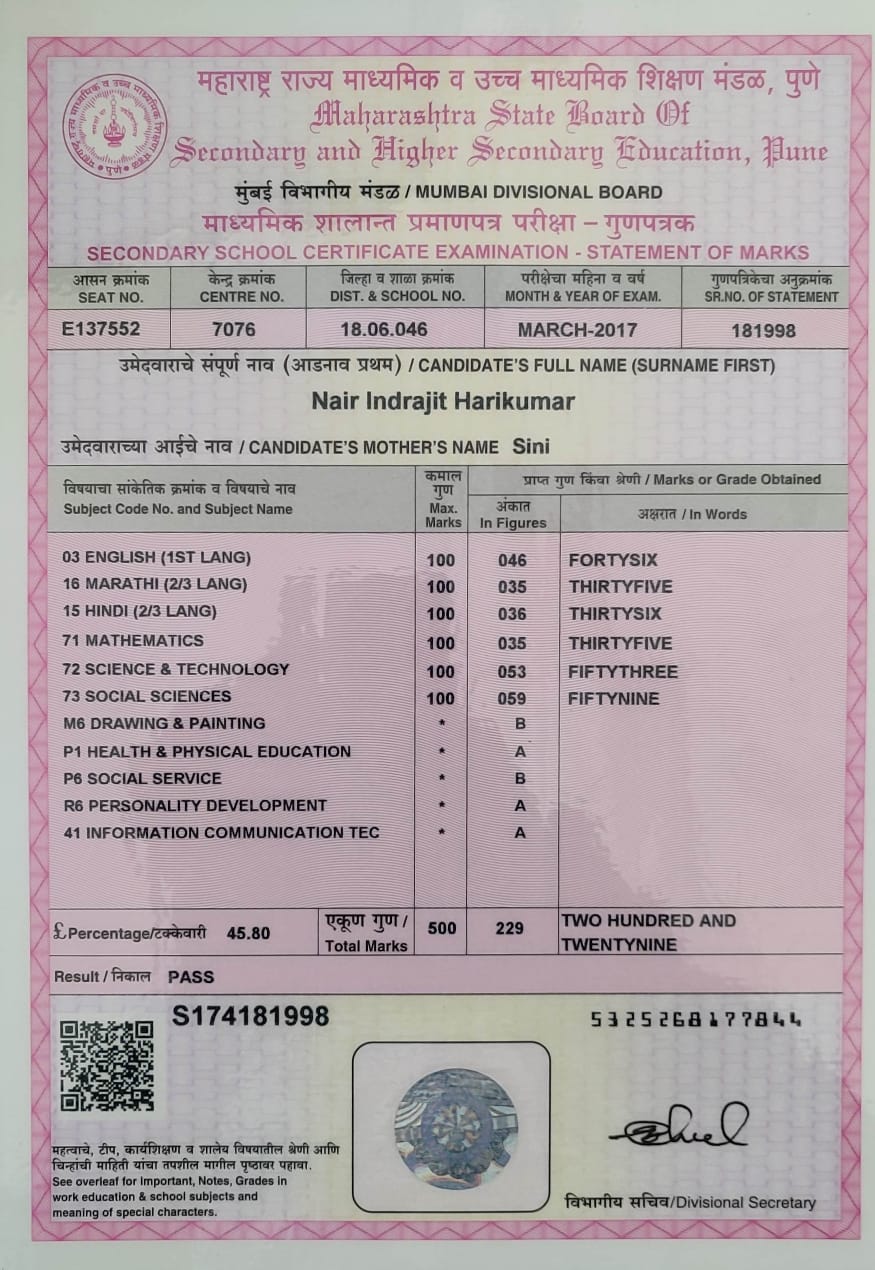 महाराष्ट्र राज्य माध्यमिक व उच्च माध्यमिक शिक्षण मंडळ, पुणे
Maharashtra State Board Of
Secondary and Higher Secondary Education, Pune
मुंबई विभागीय मंडळ / MUMBAI DIVISIONAL BOARD
माध्यमिक शालान्त प्रमाणपत्र परीक्षा – गुणपत्रक
SECONDARY SCHOOL CERTIFICATE EXAMINATION - STATEMENT OF MARKS
आसन क्रमांक केन्द्र क्रमांक जिल्हा व शाळा क्रमांक परीक्षेचा महिना व वर्ष गुणपत्रिकेचा अनुक्रमांक
SEAT NO. CENTRE NO. DIST. & SCHOOL NO. MONTH & YEAR OF EXAM. SR.NO. OF STATEMENT
E137552 7076 18.06.046 MARCH-2017 181998
उमेदवाराचे संपूर्ण नाव (आडनाव प्रथम) / CANDIDATE'S FULL NAME (SURNAME FIRST)
Nair Indrajit Harikumar
उमेदवाराच्या आईचे नाव / CANDIDATE'S MOTHER'S NAME Sini
विषयाचा सांकेतिक क्रमांक व विषयाचे नाव
Subject Code No. and Subject Name
कमाल
गुण
Max.
Marks
प्राप्त गुण किंवा श्रेणी / Marks or Grade Obtained
अंकात
In Figures
अक्षरात / In Words
03 ENGLISH (1ST LANG) 100 046 FORTYSIX
16 MARATHI (2/3 LANG) 100 035 THIRTYFIVE
15 HINDI (2/3 LANG) 100 036 THIRTYSIX
71 MATHEMATICS 100 035 THIRTYFIVE
72 SCIENCE & TECHNOLOGY 100 053 FIFTYTHREE
73 SOCIAL SCIENCES 100 059 FIFTYNINE
M6 DRAWING & PAINTING * B
P1 HEALTH & PHYSICAL EDUCATION * A
P6 SOCIAL SERVICE * B
R6 PERSONALITY DEVELOPMENT * A
41 INFORMATION COMMUNICATION TEC * A
£ Percentage/टक्केवारी 45.80
एकूण गुण /
Total Marks
500 229
TWO HUNDRED AND
TWENTYNINE
Result / निकाल PASS
S174181998
5325268177844
महत्वाचे, टीप, कार्यशिक्षण व शालेय विषयातील श्रेणी आणि
चिन्हांची माहिती यांचा तपशील मागील पृष्ठावर पहावा.
See overleaf for Important, Notes, Grades in
work education & school subjects and
meaning of special characters.
विभागीय सचिव/Divisional Secretary